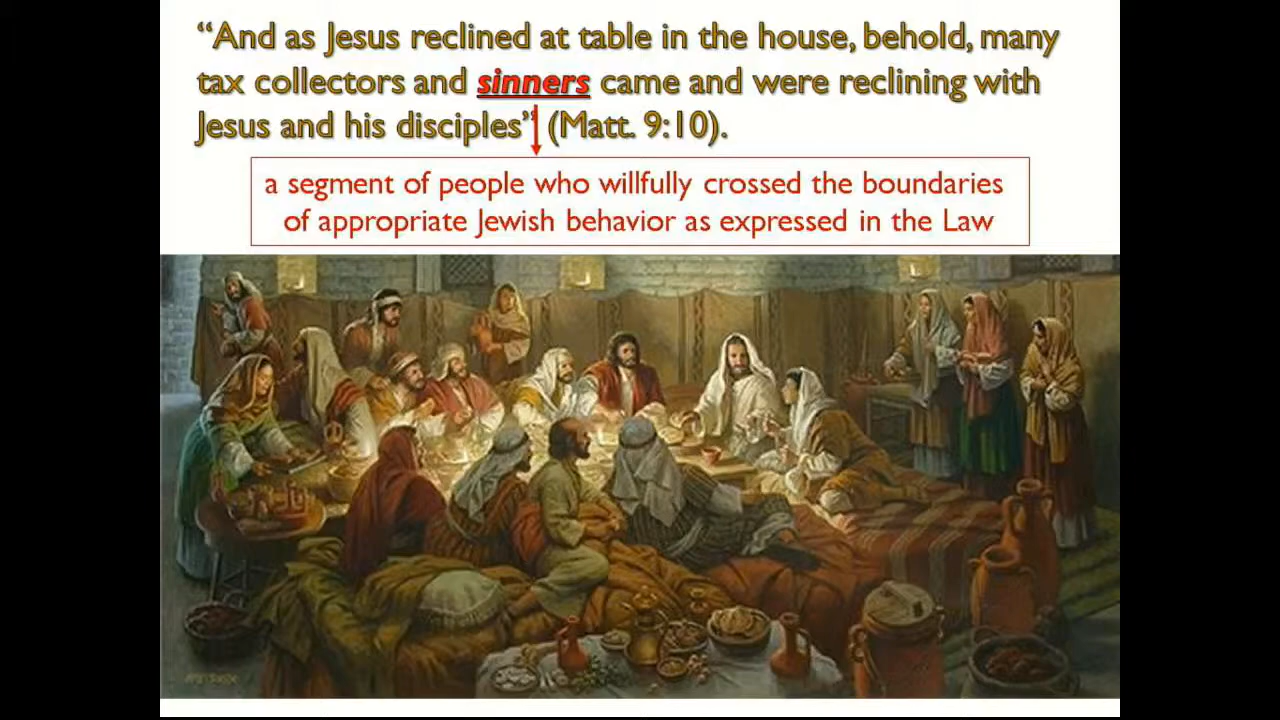 “And as Jesus reclined at table in the house, behold, many
tax collectors and sinners came and were reclining with
Jesus and his disciples” (Matt. 9:10).
a segment of people who willfully crossed the boundaries
of appropriate Jewish behavior as expressed in the Law